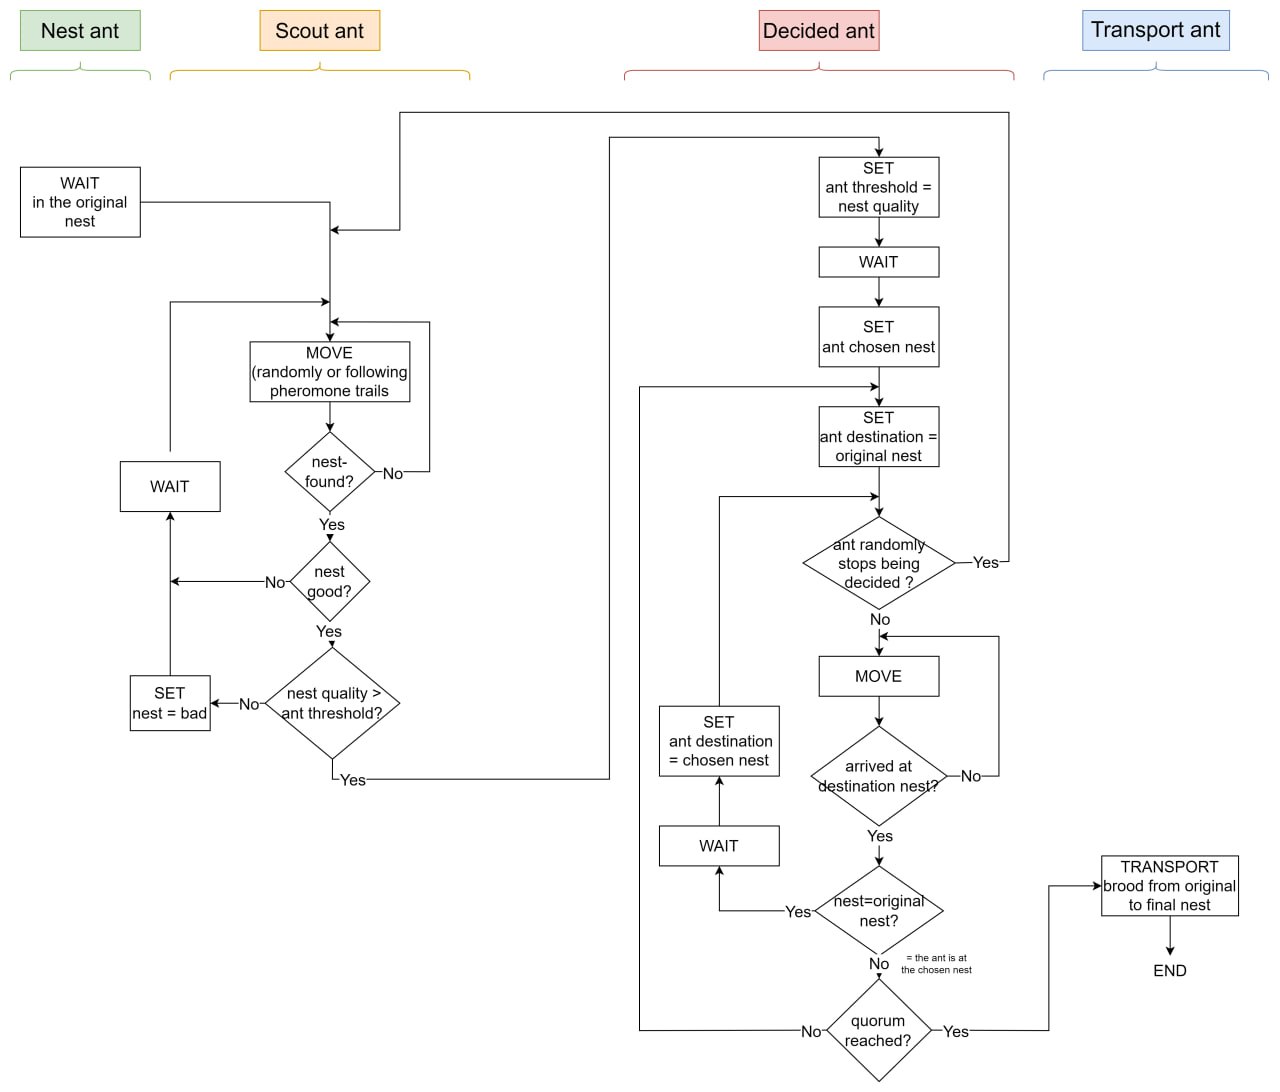 Nest ant
Scout ant
Decided ant
Transport ant
WAIT
in the original
nest
MOVE
(randomly or following
pheromone trails
nest-
found?
No
Yes
WAIT
nest
good?
No
Yes
nest quality >
ant threshold?
No
SET
nest = bad
Yes
SET
ant threshold =
nest quality
WAIT
SET
ant chosen nest
SET
ant destination =
original nest
ant randomly
stops being
decided ?
Yes
No
MOVE
arrived at
destination nest?
No
Yes
SET
ant destination
= chosen nest
WAIT
nest=original
nest?
Yes
No
= the ant is at
the chosen nest
quorum
reached?
No
Yes
TRANSPORT
brood from original
to final nest
END